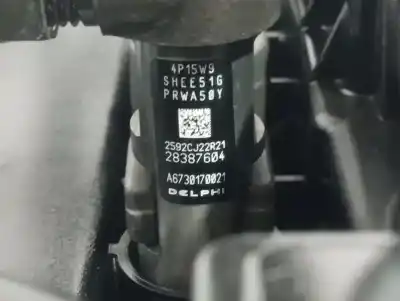 4P15W9
SHEE51G
PRWA50Y
2592CJ22R21
28387604
A6730170021
DELPHI